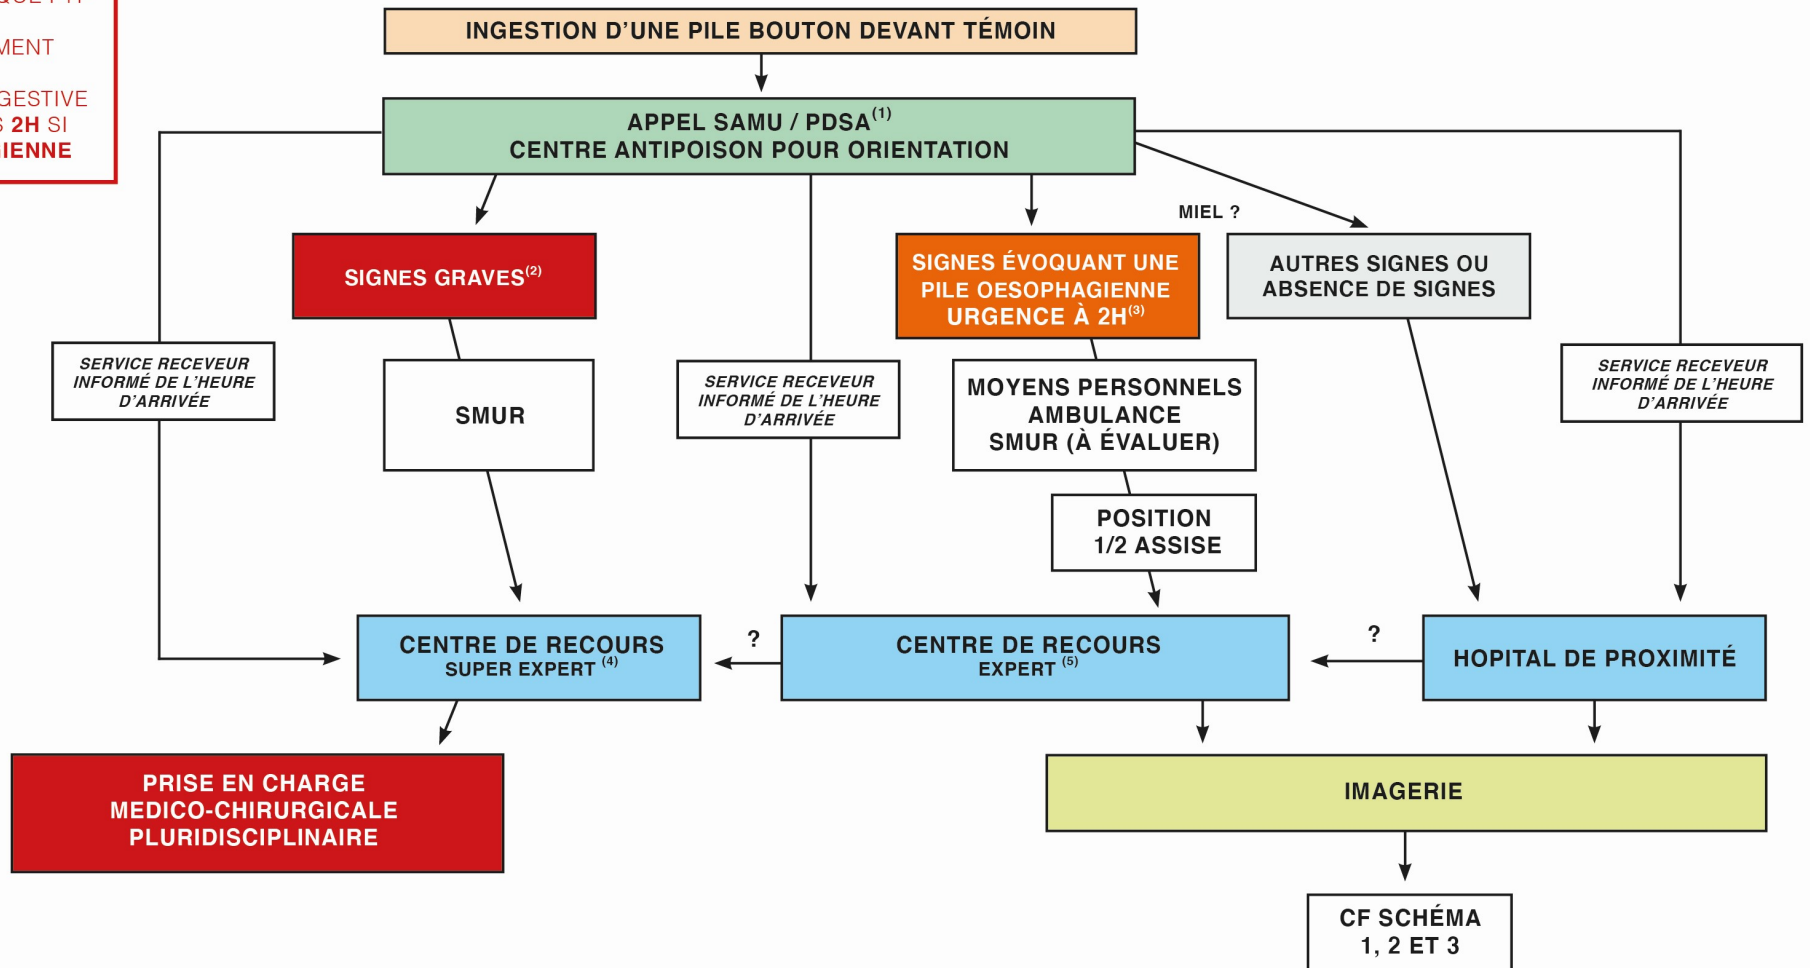 MENT
GESTIVE
2H SI
INGESTION D'UNE PILE BOUTON DEVANT TÉMOIN
APPEL SAMU / PDSA(1)
CENTRE ANTIPOISON POUR ORIENTATION
MIEL ?
SIGNES GRAVES(2)
SIGNES ÉVOQUANT UNE
PILE OESOPHAGIENNE
URGENCE À 2H(3)
AUTRES SIGNES OU
ABSENCE DE SIGNES
SERVICE RECEVEUR
INFORMÉ DE L'HEURE
D'ARRIVÉE
SMUR
SERVICE RECEVEUR
INFORMÉ DE L'HEURE
D'ARRIVÉE
MOYENS PERSONNELS
AMBULANCE
SMUR (À ÉVALUER)
SERVICE RECEVEUR
INFORMÉ DE L'HEURE
D'ARRIVÉE
POSITION
1/2 ASSISE
CENTRE DE RECOURS
SUPER EXPERT (4)
?
CENTRE DE RECOURS
EXPERT (5)
?
HOPITAL DE PROXIMITÉ
PRISE EN CHARGE
MEDICO-CHIRURGICALE
PLURIDISCIPLINAIRE
IMAGERIE
CF SCHÉMA
1, 2 ET 3